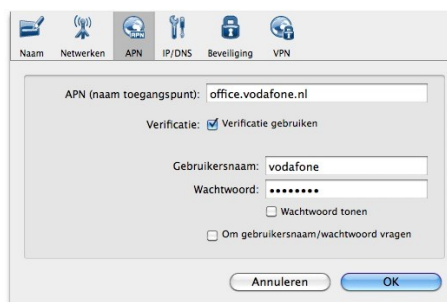 Naam Netwerken APN IP/DNS Beveiliging VPN
APN (naam toegangspunt): office.vodafone.nl
Verificatie: Verificatie gebruiken
Gebruikersnaam: vodafone
Wachtwoord: ••••••••
Wachtwoord tonen
Om gebruikersnaam/wachtwoord vragen
Annuleren OK